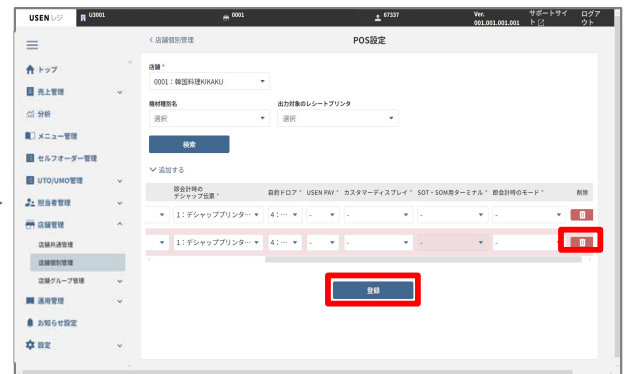 USEN レジ U3001 0001 67337 Ver. 001.001.001.001 サポートサイト ログアウト
< 店舗個別管理 POS設定
トップ
売上管理
分析
メニュー管理
セルフオーダー管理
UTO/UMO管理
担当者管理
店舗管理
店舗共通管理
店舗個別管理
店舗グループ管理
運用管理
お知らせ設定
設定
店舗 *
0001：韓国料理KIKAKU
機材種別名 出力対象のレシートプリンタ
選択 選択
検索
追加する
即会計時の
デシャップ伝票 * 自釣ドロア * USEN PAY * カスタマーディスプレイ * SOT・SOM用ターミナル * 即会計時のモード * 削除
1：デシャッププリンタ… 4：… - - - -
1：デシャッププリンタ… 4：… - - - -
登録